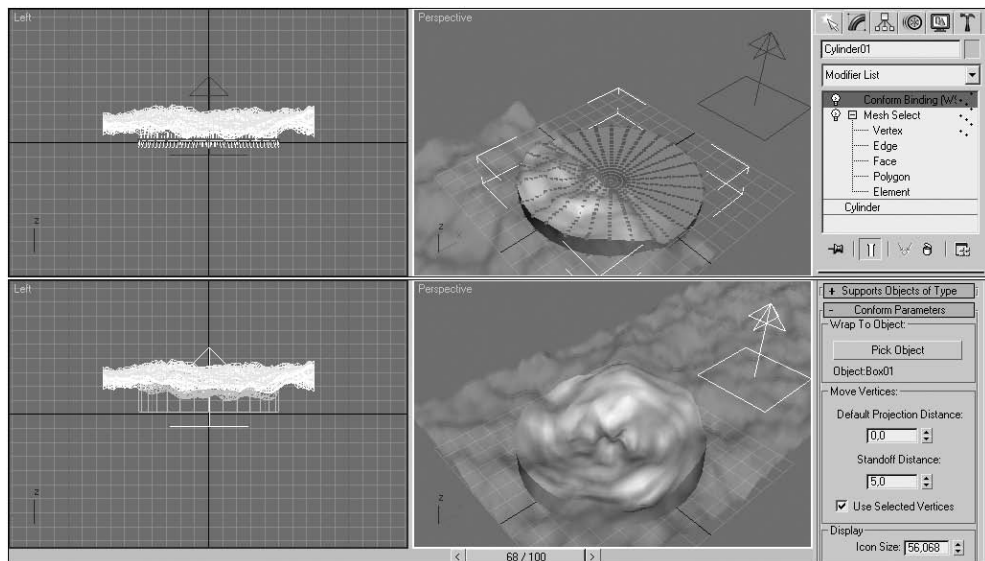 Left
Perspective
Cylinder01
Modifier List
Conform Binding (WS
Mesh Select
Vertex
Edge
Face
Polygon
Element
Cylinder
z
z
Left
Perspective
+ Supports Objects of Type
- Conform Parameters
Wrap To Object:
Pick Object
Object:Box01
Move Vertices:
Default Projection Distance:
0,0
Standoff Distance:
5,0
Use Selected Vertices
Display
Icon Size: 56,068
z
z
< 68 / 100 >